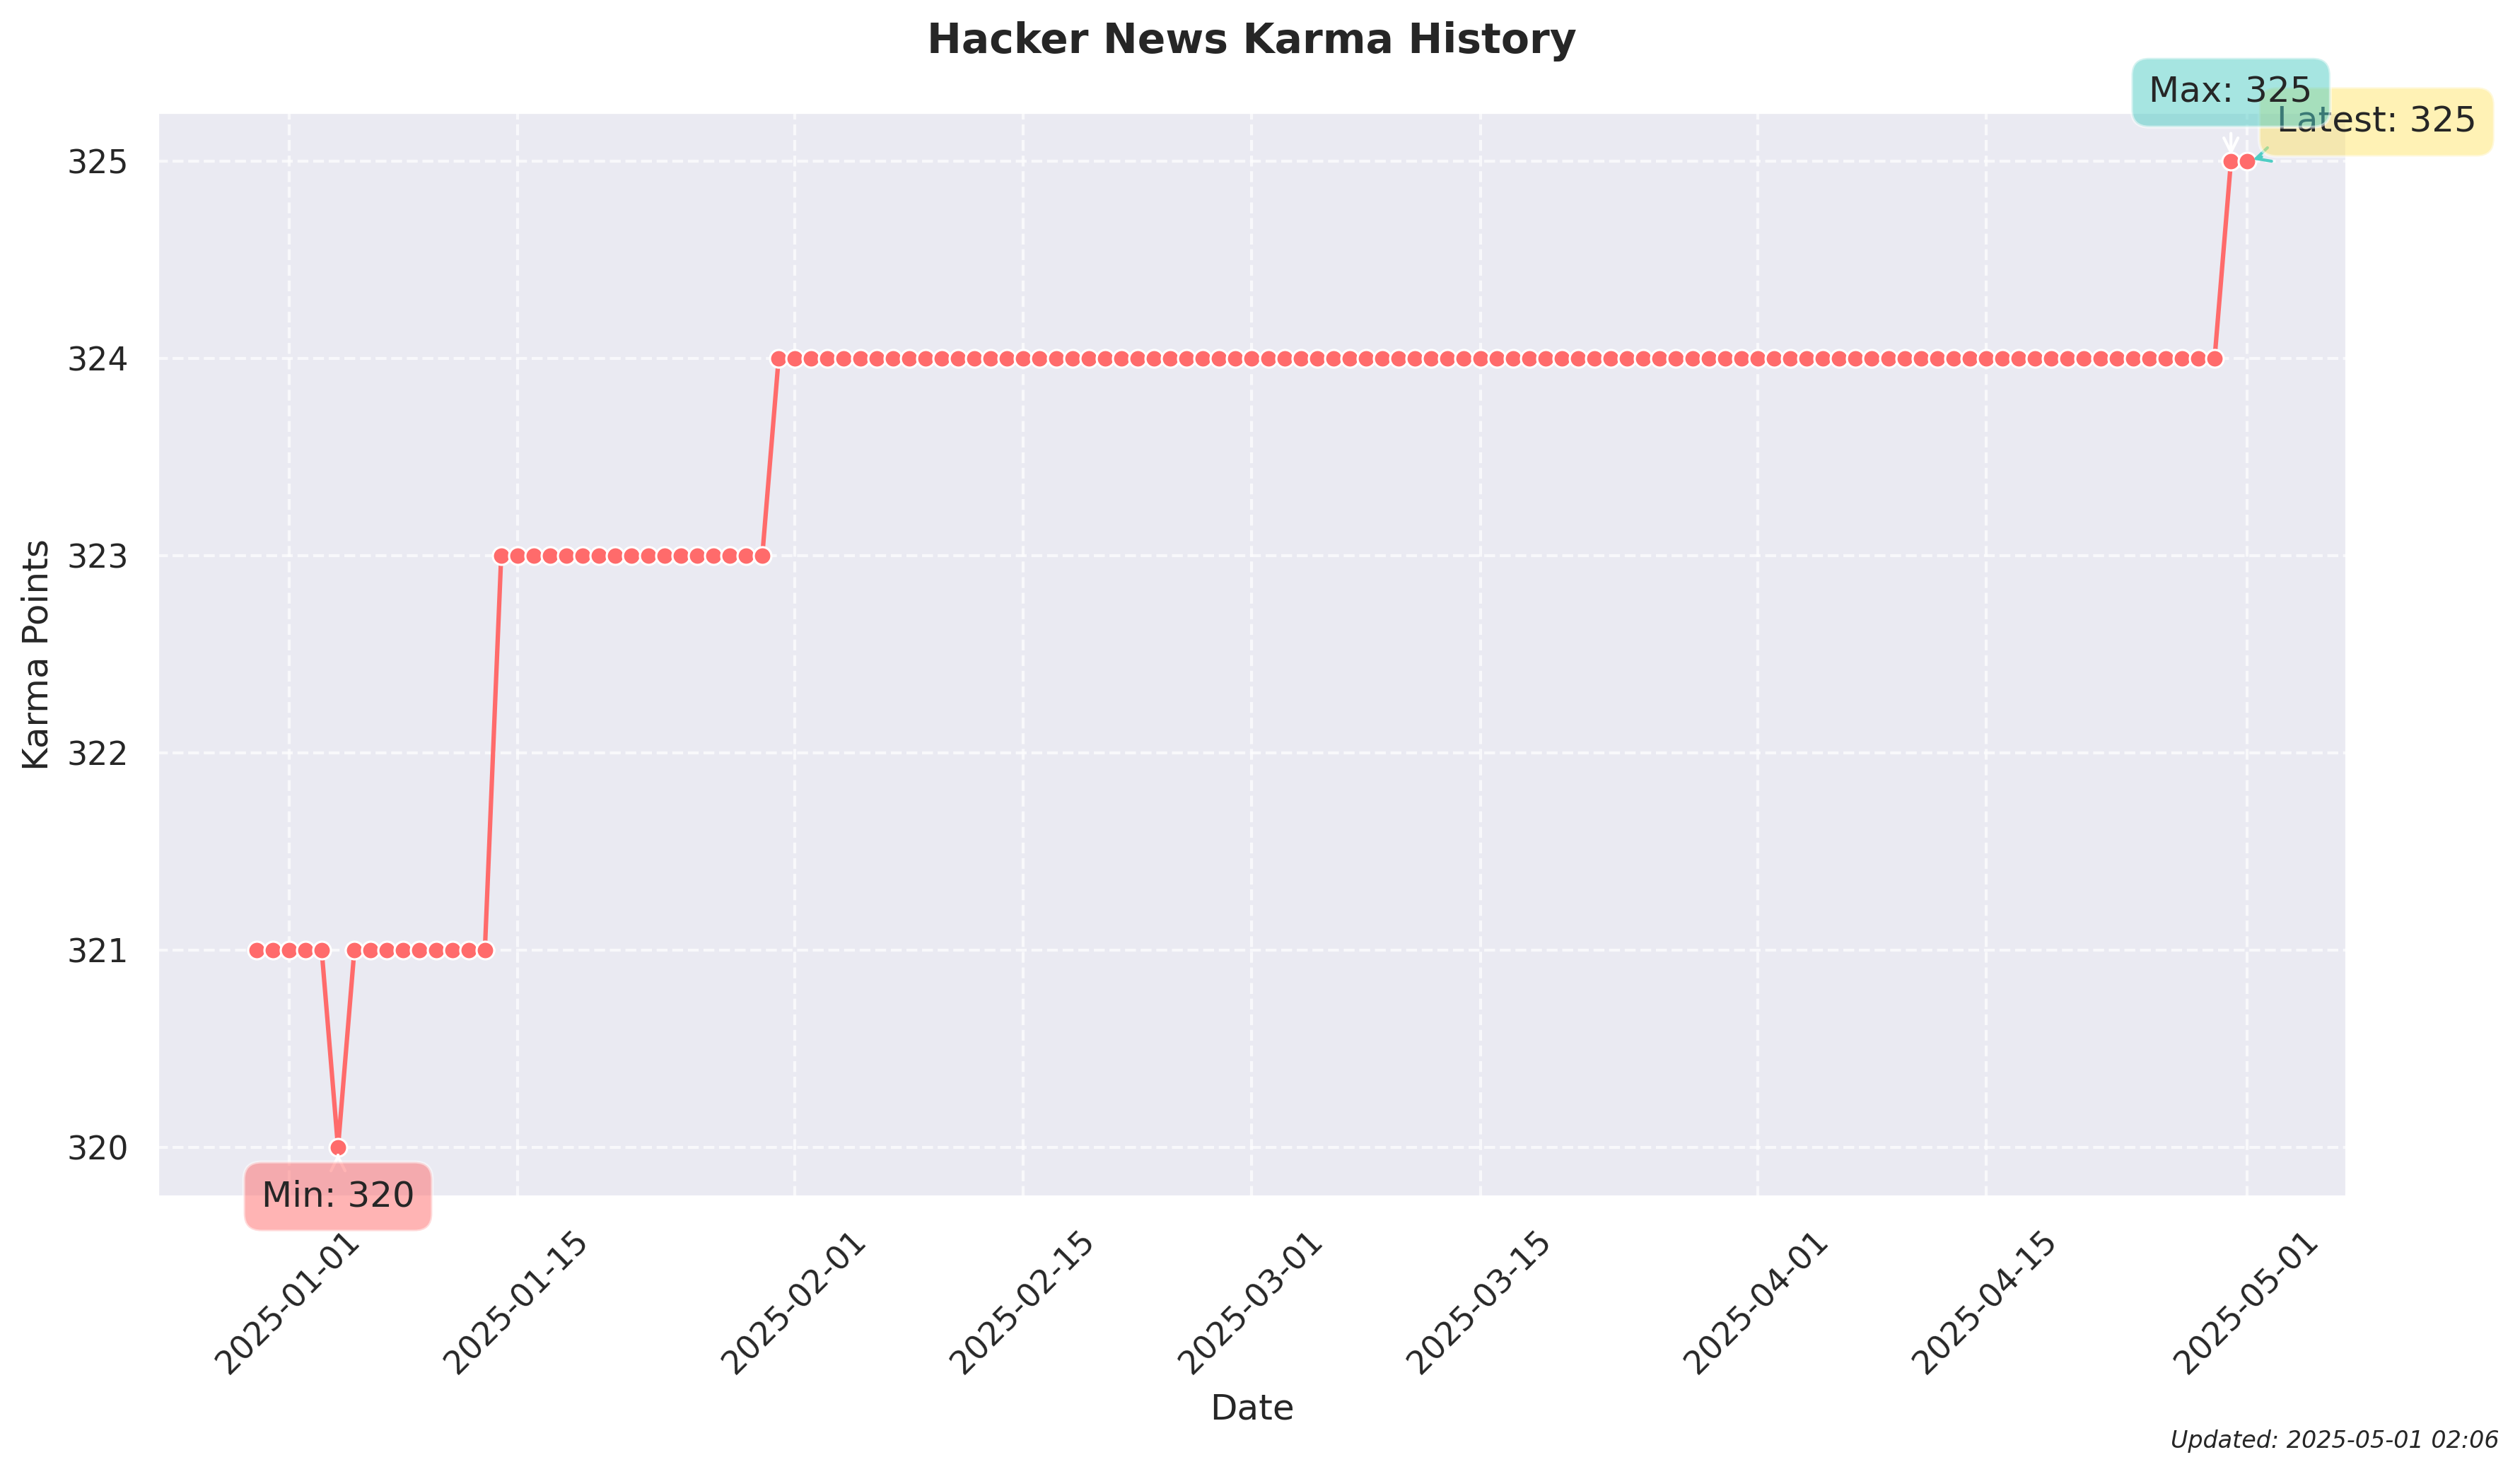 Hacker News Karma History
Max: 325
Latest: 325
325
324
323
322
321
320
Karma Points
Min: 320
2025-01-01
2025-01-15
2025-02-01
2025-02-15
2025-03-01
2025-03-15
2025-04-01
2025-04-15
2025-05-01
Date
Updated: 2025-05-01 02:06